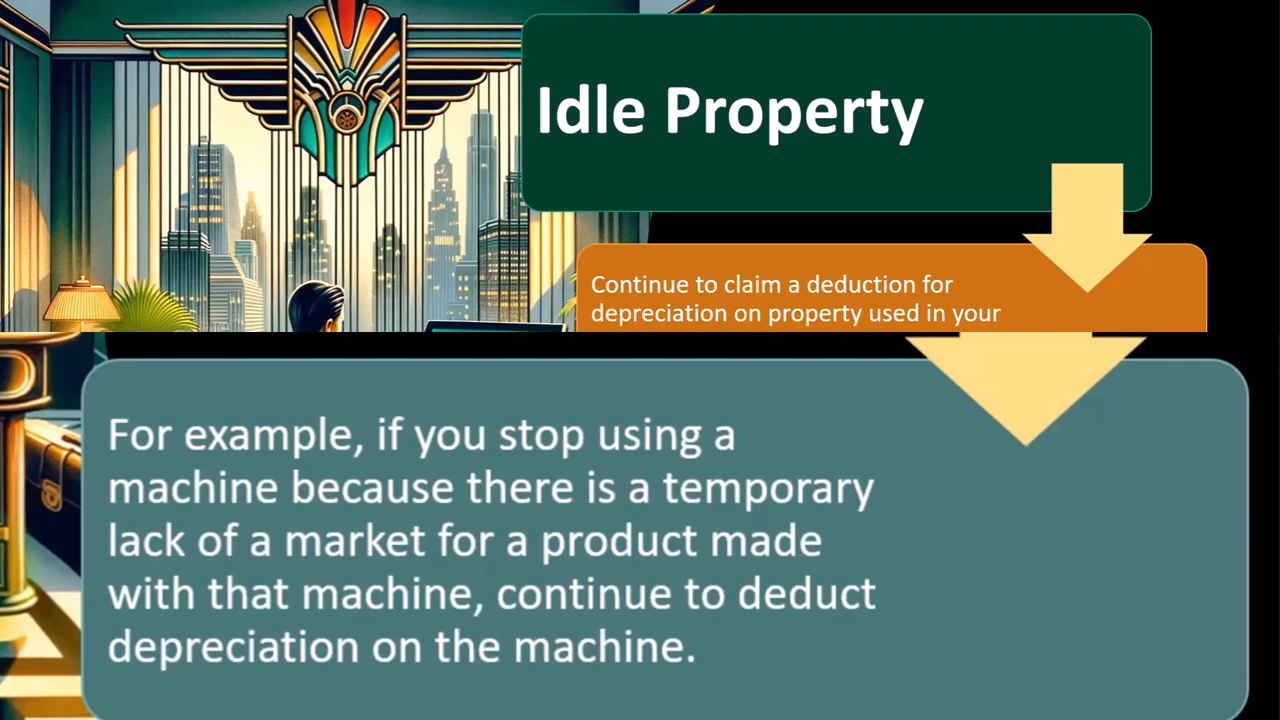 Idle Property
Continue to claim a deduction for
depreciation on property used in your
For example, if you stop using a
machine because there is a temporary
lack of a market for a product made
with that machine, continue to deduct
depreciation on the machine.